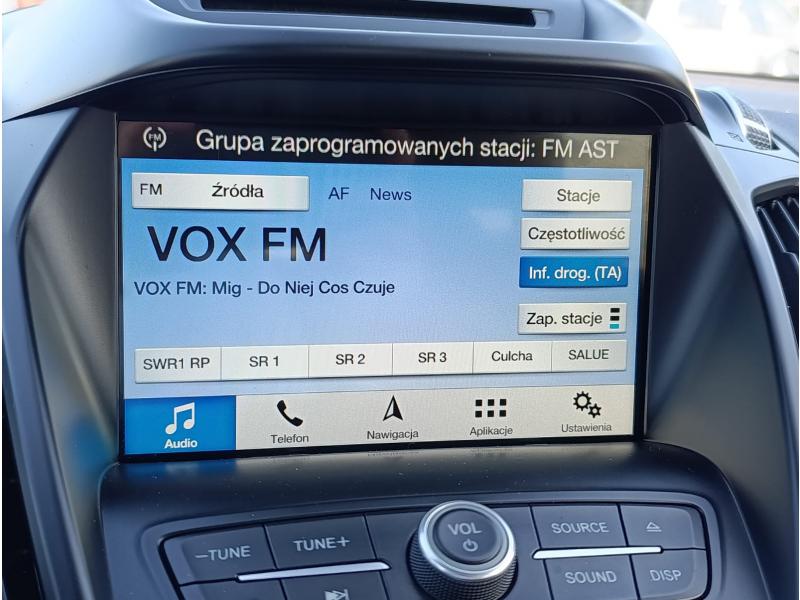 FM Grupa zaprogramowanych stacji: FM AST
FM Źródła AF News Stacje
VOX FM Częstotliwość
VOX FM: Mig - Do Niej Cos Czuje Inf. drog. (TA)
Zap. stacje
SWR1 RP SR 1 SR 2 SR 3 Culcha SALUE
Audio Telefon Nawigacja Aplikacje Ustawienia
–TUNE TUNE+ VOL SOURCE
SOUND DISP